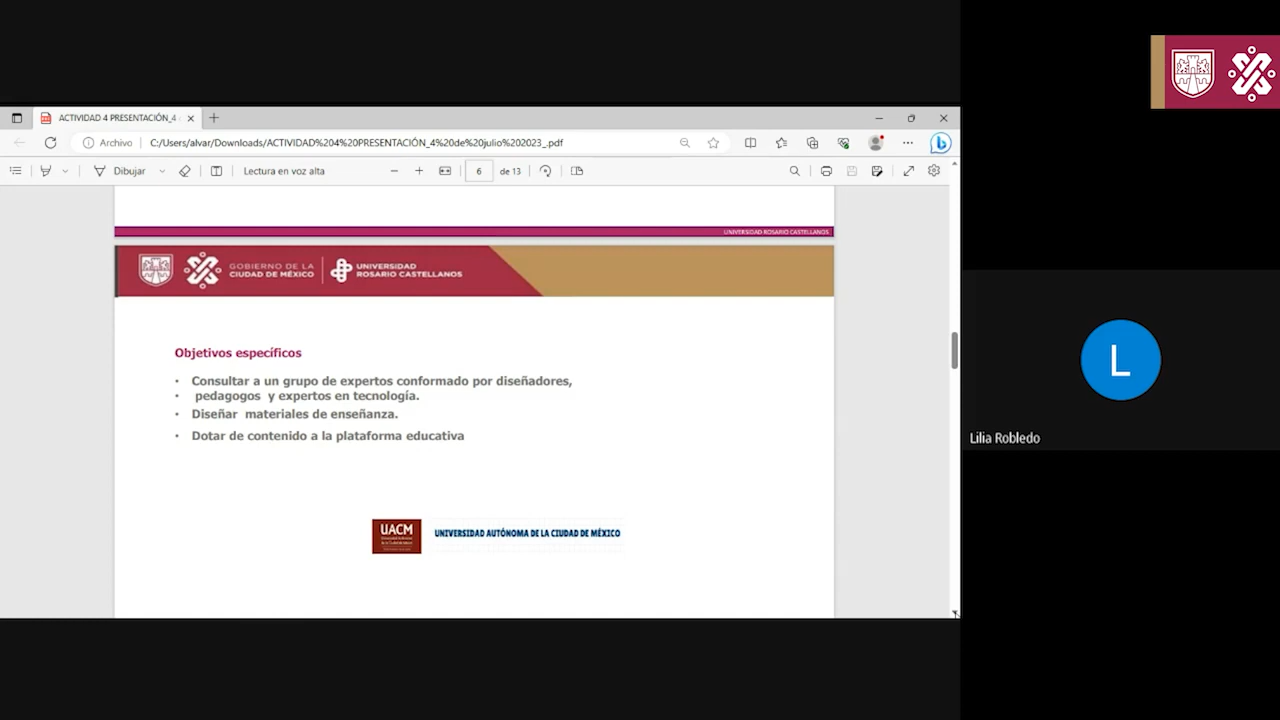 ACTIVIDAD 4 PRESENTACIÓN_4
Archivo
C:/Users/alvar/Downloads/ACTIVIDAD%204%20PRESENTACIÓN_4%20de%20julio%202023_.pdf
Dibujar
Lectura en voz alta
6
de 13
UNIVERSIDAD ROSARIO CASTELLANOS
GOBIERNO DE LA
CIUDAD DE MÉXICO
UNIVERSIDAD
ROSARIO CASTELLANOS
Objetivos específicos
• Consultar a un grupo de expertos conformado por diseñadores,
• pedagogos y expertos en tecnología.
• Diseñar materiales de enseñanza.
• Dotar de contenido a la plataforma educativa
UACM
UNIVERSIDAD AUTÓNOMA DE LA CIUDAD DE MÉXICO
L
Lilia Robledo